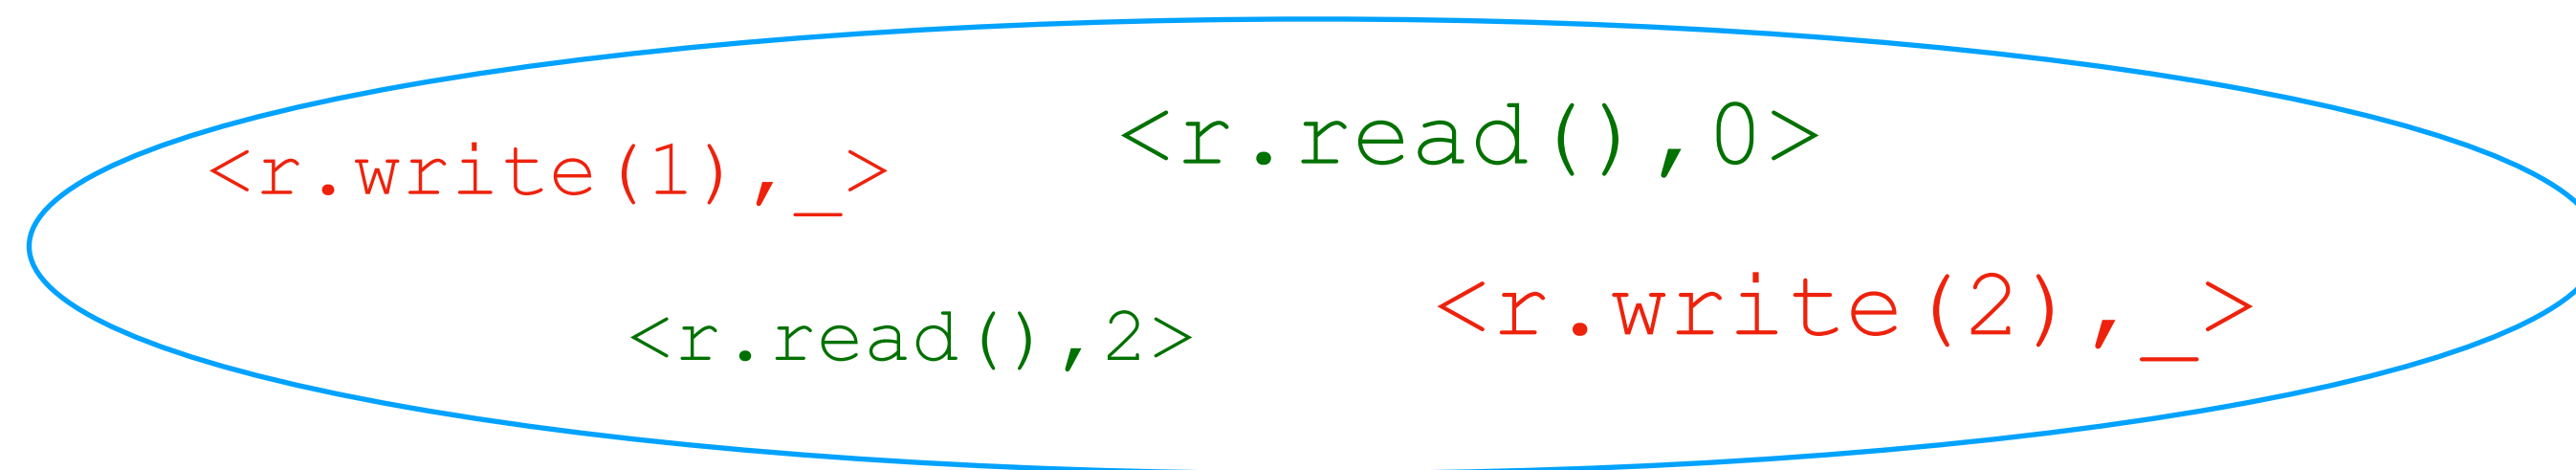 <r.read(),0>
<r.write(1),_>
<r.write(2),_>
<r.read(),2>